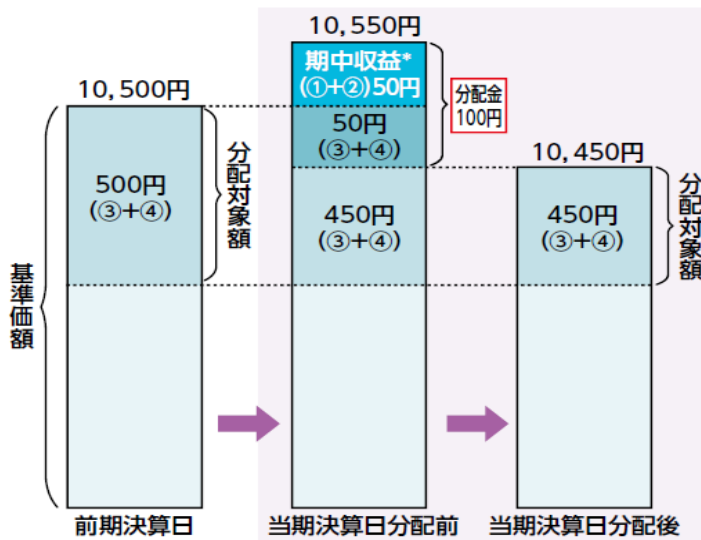 10,550円
期中収益*
(①+②)50円
分配金
100円
10,500円
50円
(③+④)
10,450円
分配対象額
500円
(③+④)
450円
(③+④)
450円
(③+④)
分配対象額
基準価額
前期決算日
当期決算日分配前
当期決算日分配後